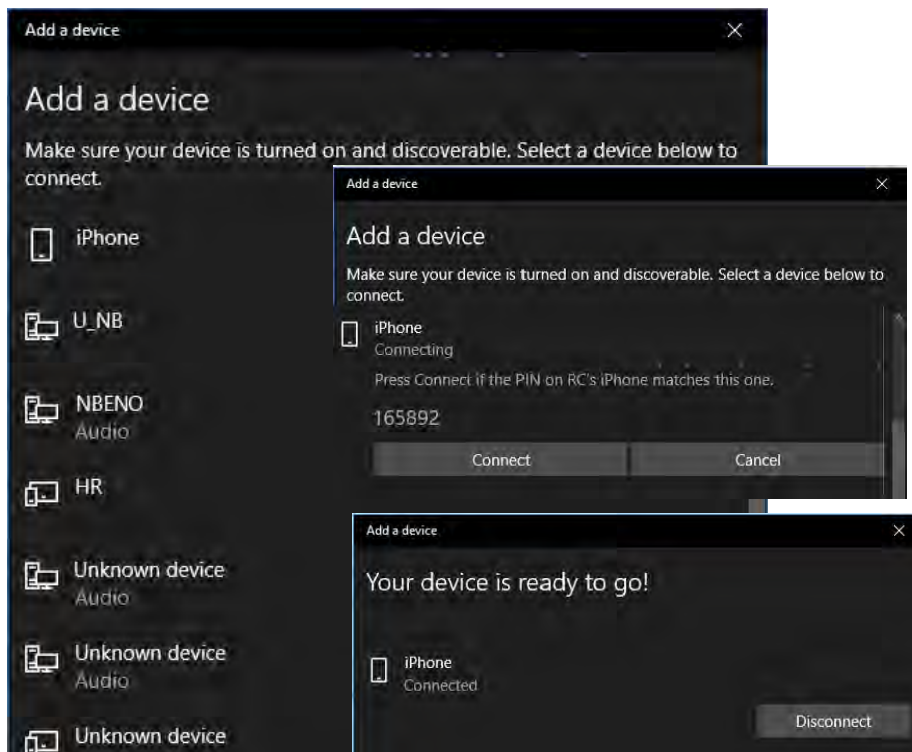 Add a device
Add a device
Make sure your device is turned on and discoverable. Select a device below to
connect.
iPhone
U_NB
NBENO
Audio
HR
Unknown device
Audio
Unknown device
Audio
Unknown device
Add a device
Add a device
Make sure your device is turned on and discoverable. Select a device below to
connect.
iPhone
Connecting
Press Connect if the PIN on RC's iPhone matches this one.
165892
Connect Cancel
Add a device
Your device is ready to go!
iPhone
Connected
Disconnect